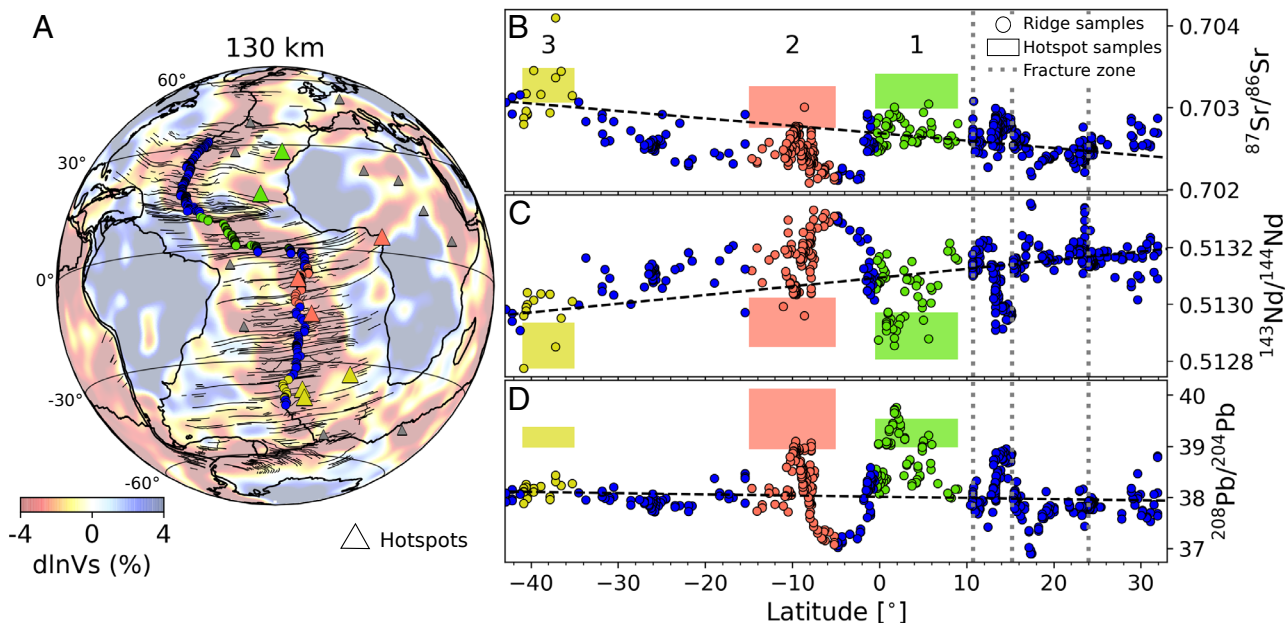 A
130 km
60°
30°
0°
-30°
-60°
-4 0 4
dlnVs (%)
Hotspots
B
3 2 1
Ridge samples
Hotspot samples
Fracture zone
0.704
0.703
0.702
87Sr/86Sr
C
0.5132
0.5130
0.5128
143Nd/144Nd
D
40
39
38
37
208Pb/204Pb
−40 −30 −20 −10 0 10 20 30
Latitude [°]